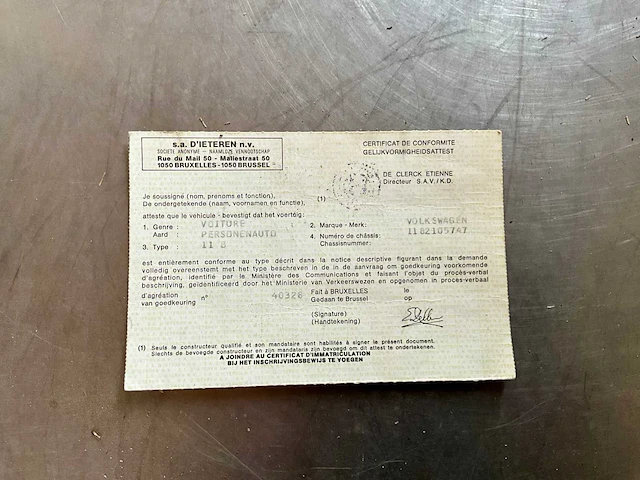 s.a. D'IETEREN n.v.
SOCIETE ANONYME — NAAMLOZE VENNOOTSCHAP
Rue du Mail 50 - Maliestraat 50
1050 BRUXELLES - 1050 BRUSSEL
CERTIFICAT DE CONFORMITE
GELIJKVORMIGHEIDSATTEST
DE CLERCK ETIENNE
Directeur S.A.V./K.D.
Je soussigné (nom, prenoms et fonction),
De ondergetekende (naam, voornamen en functie),
(1)
atteste que le vehicule - bevestigt dat het voertuig:
1. Genre : VOITURE
Aard : PERSONENAUTO
2. Marque - Merk: VOLKSWAGEN
3. Type : 11 B
4. Numéro de châssis: 1182105747
Chassisnummer:
est entièrement conforme au type décrit dans la notice descriptive figurant dans la demande
volledig overeenstemt met het type beschreven in de in de aanvraag om goedkeuring voorkomende
d'agréation, identifiée par le Ministère des Communications et faisant l'objet du procès-verbal
beschrijving, geïdentificeerd door het Ministerie van Verkeerswezen en opgenomen in proces-verbaal
d'agréation
van goedkeuring n° 40326
Fait à BRUXELLES le
Gedaan te Brussel op
(Signature)
(Handtekening)
(1) Seuls le constructeur qualifié et son mandataire sont habilités à signer le présent document.
Slechts de bevoegde constructeur en zijn mandataris zijn bevoegd om dit attest te ondertekenen.
A JOINDRE AU CERTIFICAT D'IMMATRICULATION
BIJ HET INSCHRIJVINGSBEWIJS TE VOEGEN